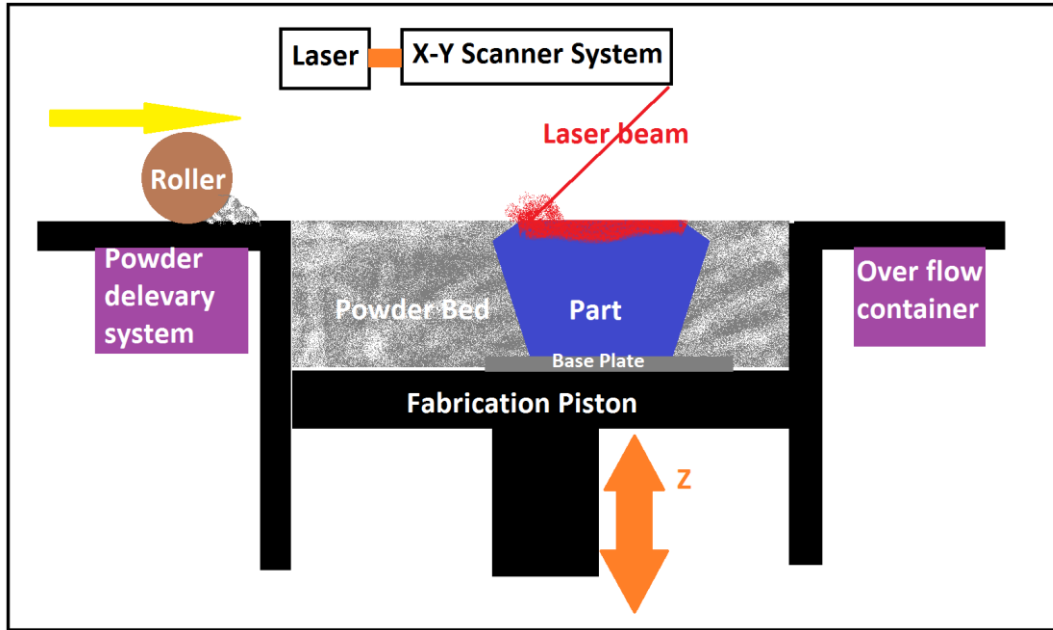 Laser
X-Y Scanner System
Laser beam
Roller
Powder
delevary
system
Powder Bed
Part
Over flow
container
Base Plate
Fabrication Piston
Z